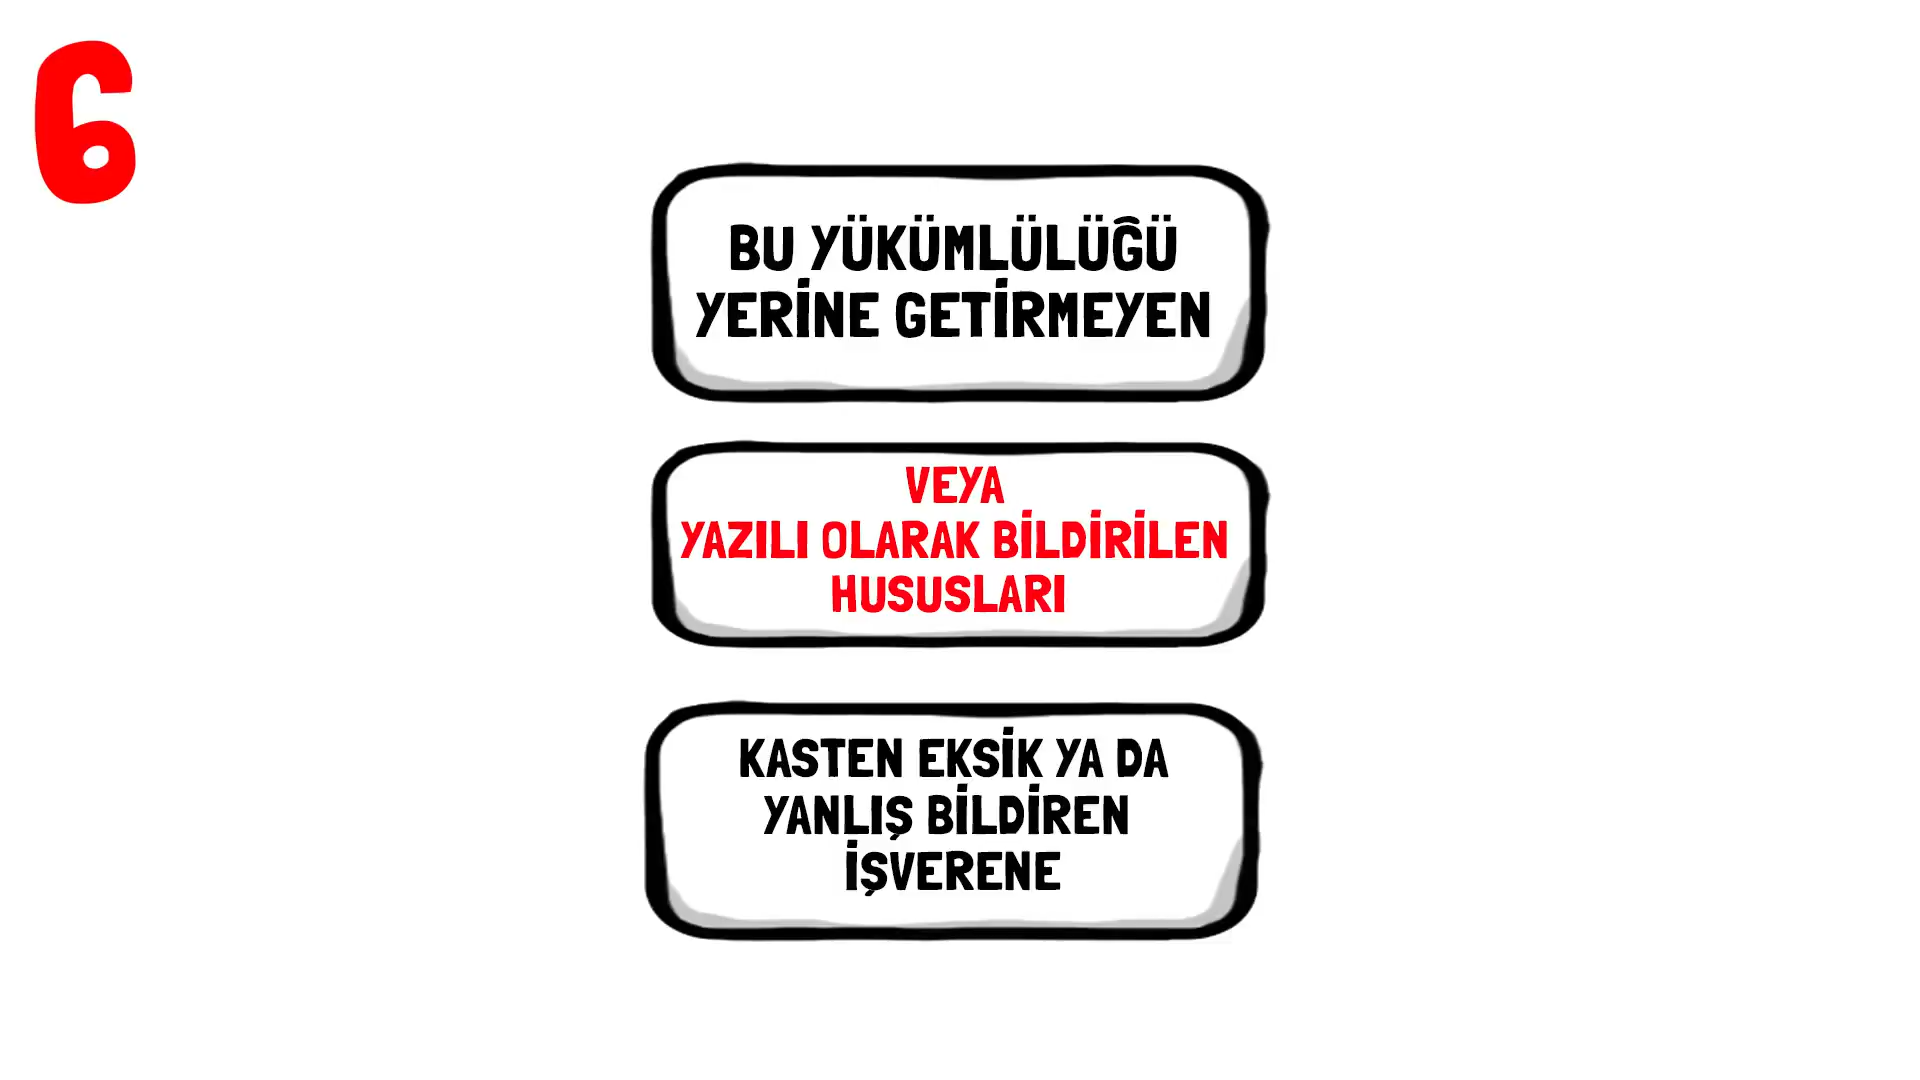 6
BU YÜKÜMLÜLÜĞÜ
YERİNE GETİRMEYEN
VEYA
YAZILI OLARAK BİLDİRİLEN
HUSUSLARI
KASTEN EKSİK YA DA
YANLIŞ BİLDİREN
İŞVERENE